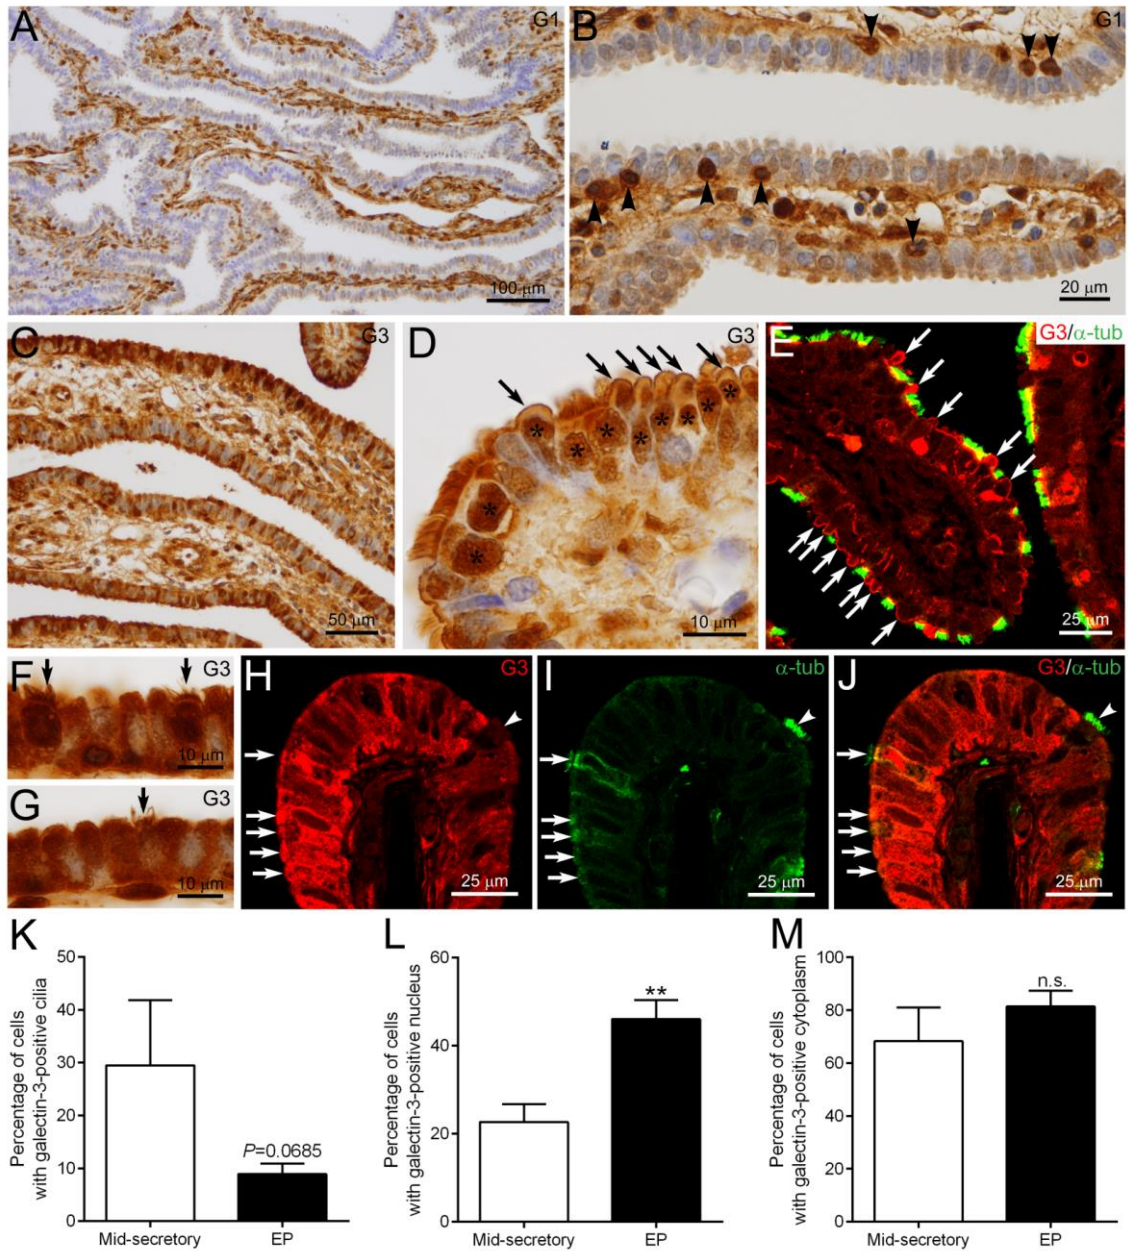 A
G1
100 μm
B
G1
20 μm
C
G3
50 μm
D
G3
10 μm
E
G3/α-tub
25 μm
F
G3
10 μm
G
G3
10 μm
H
G3
25 μm
I
α-tub
25 μm
J
G3/α-tub
25 μm
K
Percentage of cells
with galectin-3-positive cilia
50
40
30
20
10
0
P=0.0685
Mid-secretory
EP
L
Percentage of cells
with galectin-3-positive nucleus
60
40
20
0
**
Mid-secretory
EP
M
Percentage of cells
with galectin-3-positive cytoplasm
100
80
60
40
20
0
n.s.
Mid-secretory
EP